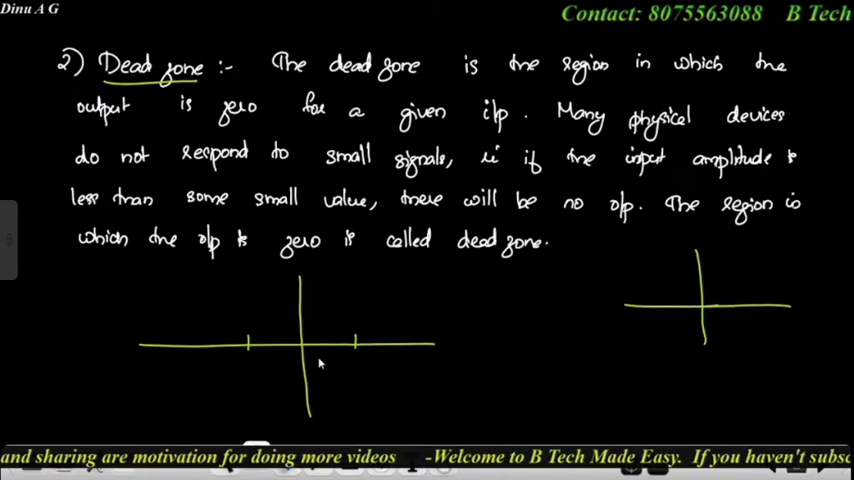 Dinu A G
Contact: 8075563088 B Tech
2) Dead zone :- The dead zone is the region in which the
output is zero for a given i/p. Many physical devices
do not respond to small signals, ie if the input amplitude is
less than some small value, there will be no o/p. The region in
which the o/p is zero is called dead zone.
and sharing are motivation for doing more videos -Welcome to B Tech Made Easy. If you haven't subsc